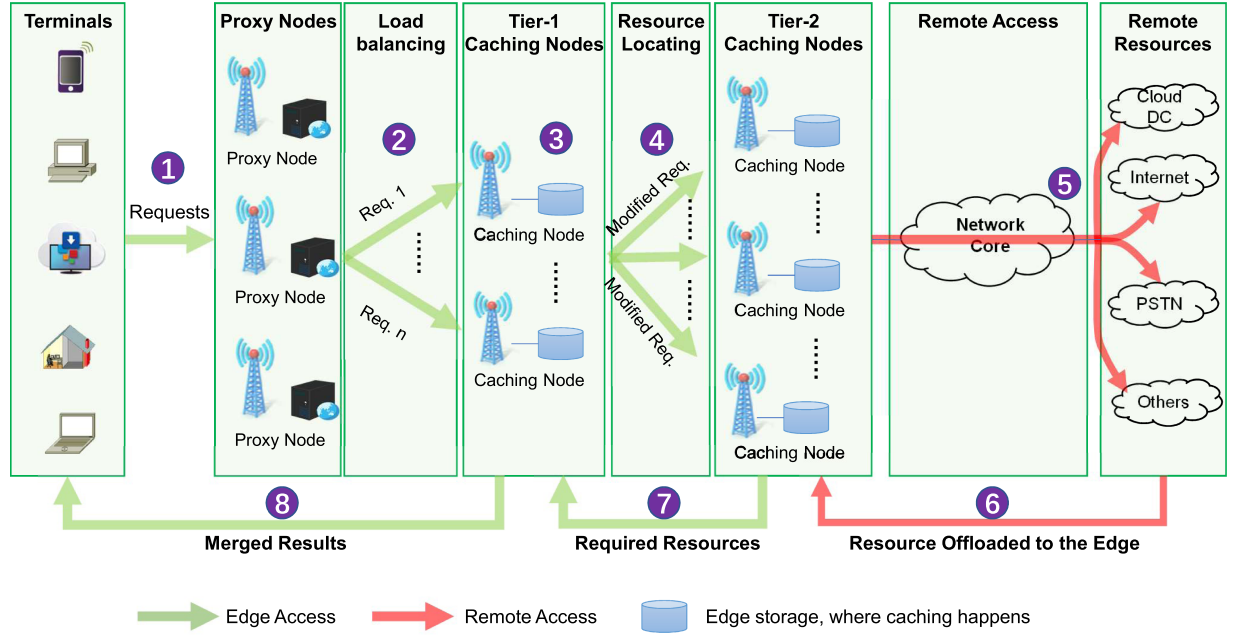 Terminals
Proxy Nodes
Load
balancing
Tier-1
Caching Nodes
Resource
Locating
Tier-2
Caching Nodes
Remote Access
Remote
Resources
1
Requests
Proxy Node
Proxy Node
Proxy Node
2
Req. 1
Req. n
3
Caching Node
Caching Node
4
Modified Req.
Modified Req.
Caching Node
Caching Node
Caching Node
5
Network
Core
Cloud
DC
Internet
PSTN
Others
8
Merged Results
7
Required Resources
6
Resource Offloaded to the Edge
Edge Access
Remote Access
Edge storage, where caching happens